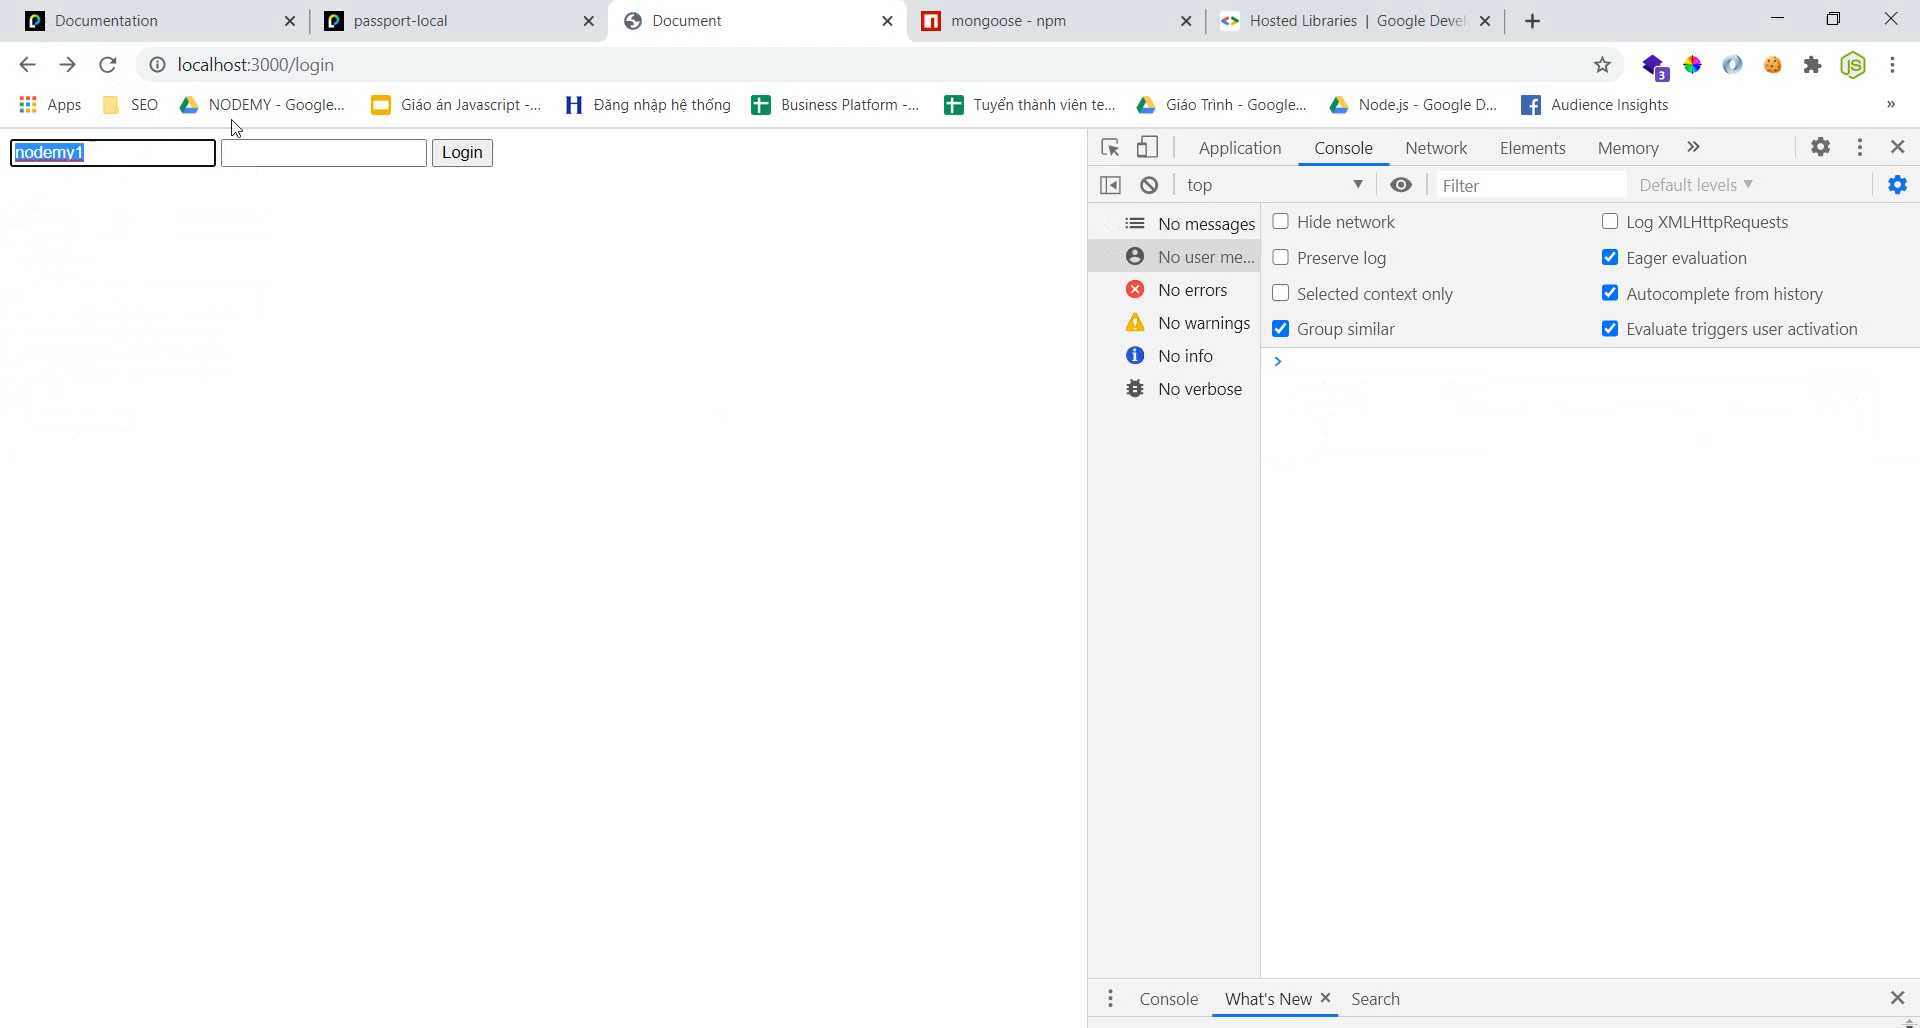 Documentation
passport-local
Document
mongoose - npm
Hosted Libraries | Google Devel
localhost:3000/login
3
JS
Apps
SEO
NODEMY - Google...
Giáo án Javascript -...
Đăng nhập hệ thống
Business Platform -...
Tuyển thành viên te...
Giáo Trình - Google...
Node.js - Google D...
Audience Insights
»
nodemy1
Login
Application
Console
Network
Elements
Memory
»
top
Filter
Default levels
No messages
No user me...
No errors
No warnings
No info
No verbose
Hide network
Log XMLHttpRequests
Preserve log
Eager evaluation
Selected context only
Autocomplete from history
Group similar
Evaluate triggers user activation
Console
What's New
Search